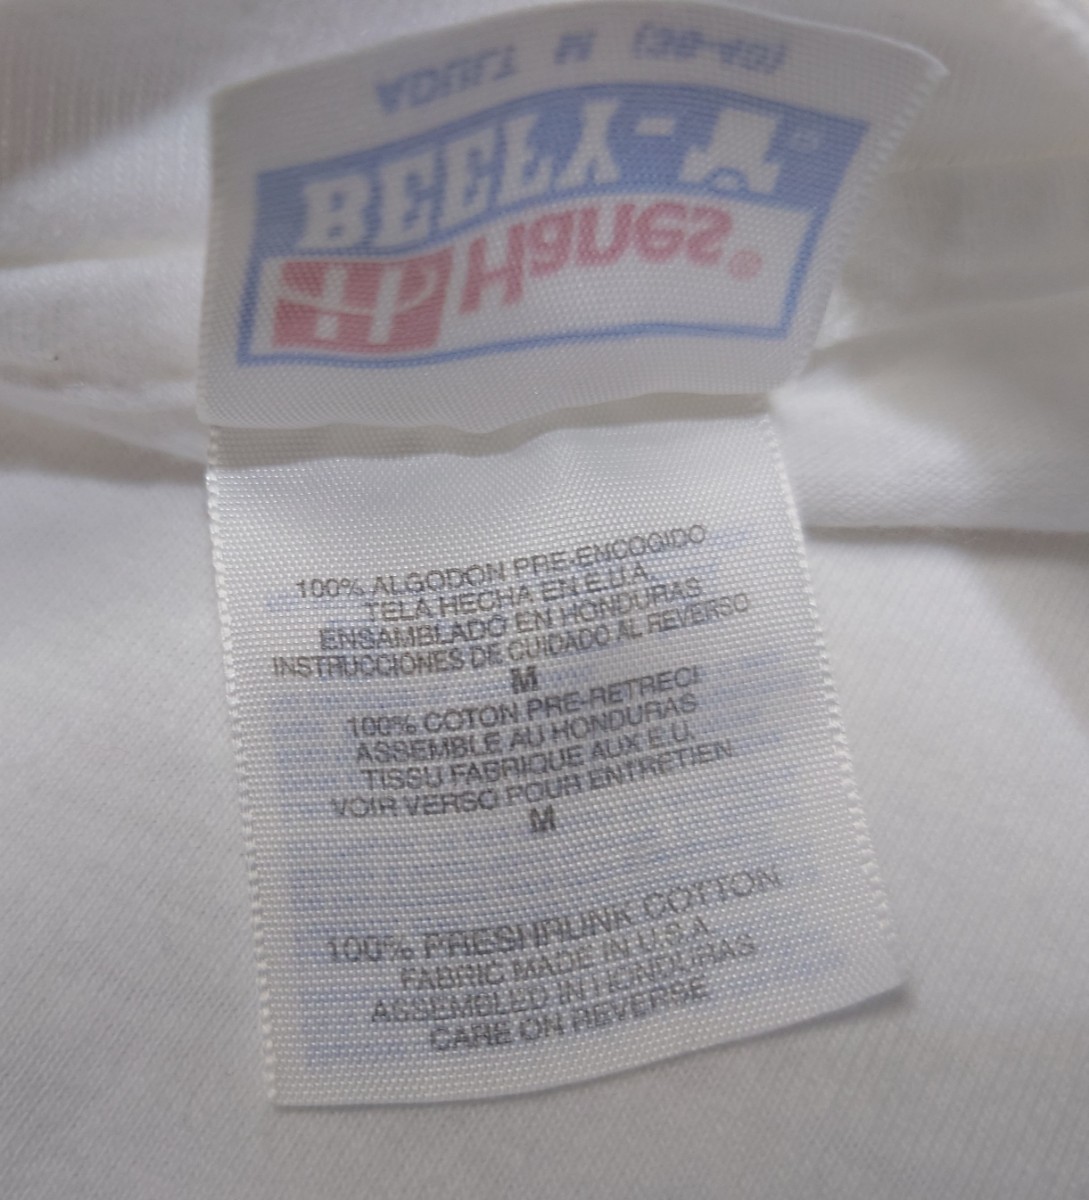 ADULT M (38-40)
BEEFY-T®
Hanes®
100% ALGODON PRE-ENCOGIDO
TELA HECHA EN E.U.A.
ENSAMBLADO EN HONDURAS
INSTRUCCIONES DE CUIDADO AL REVERSO
M
100% COTON PRE-RETRECI
ASSEMBLE AU HONDURAS
TISSU FABRIQUE AUX E.U.
VOIR VERSO POUR ENTRETIEN
M
100% PRESHRUNK COTTON
FABRIC MADE IN U.S.A.
ASSEMBLED IN HONDURAS
CARE ON REVERSE